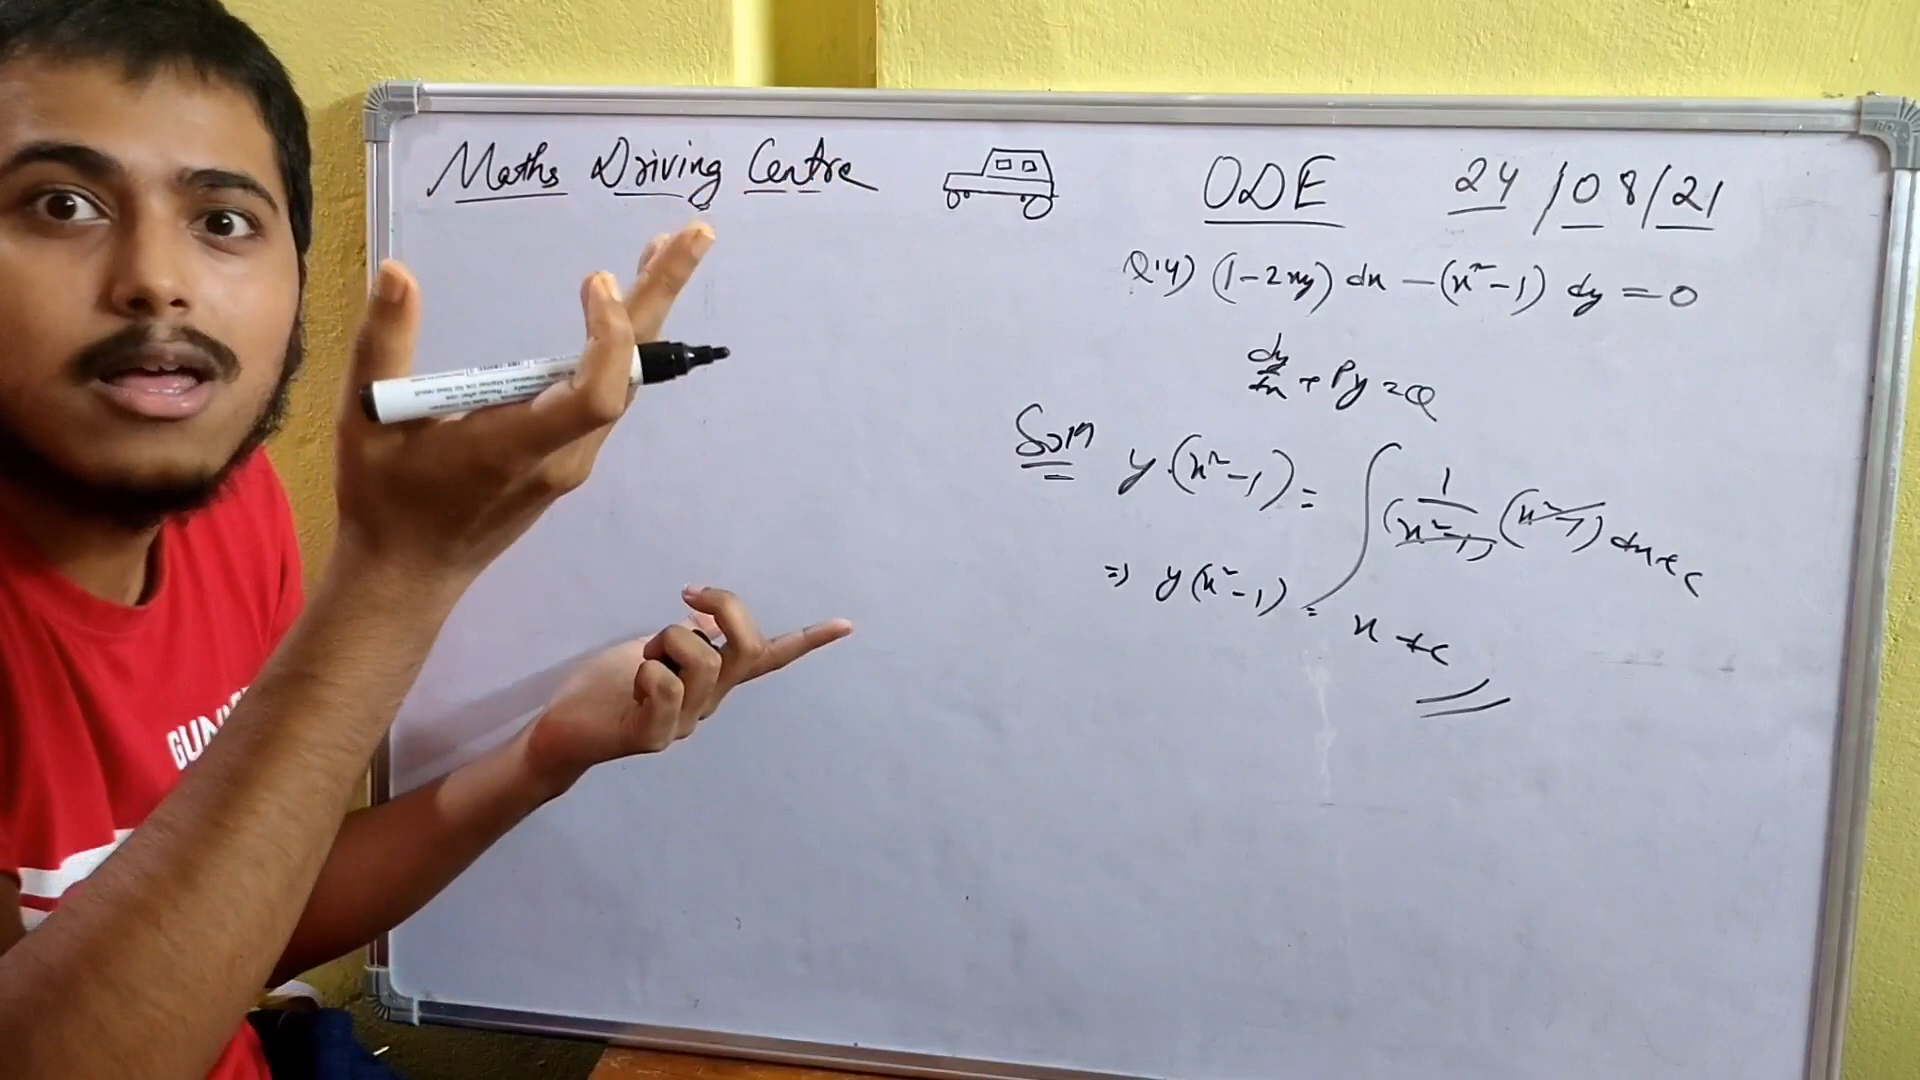 Maths Driving Centre
ODE 24/08/21
Q.4) (1-2xy) dx - (x²-1) dy = 0
dy/dx + Py = Q
Soln y.(x²-1) = ∫ 1/(x²-1) (x²-1) dx + c
=> y(x²-1) = x + c
GUN